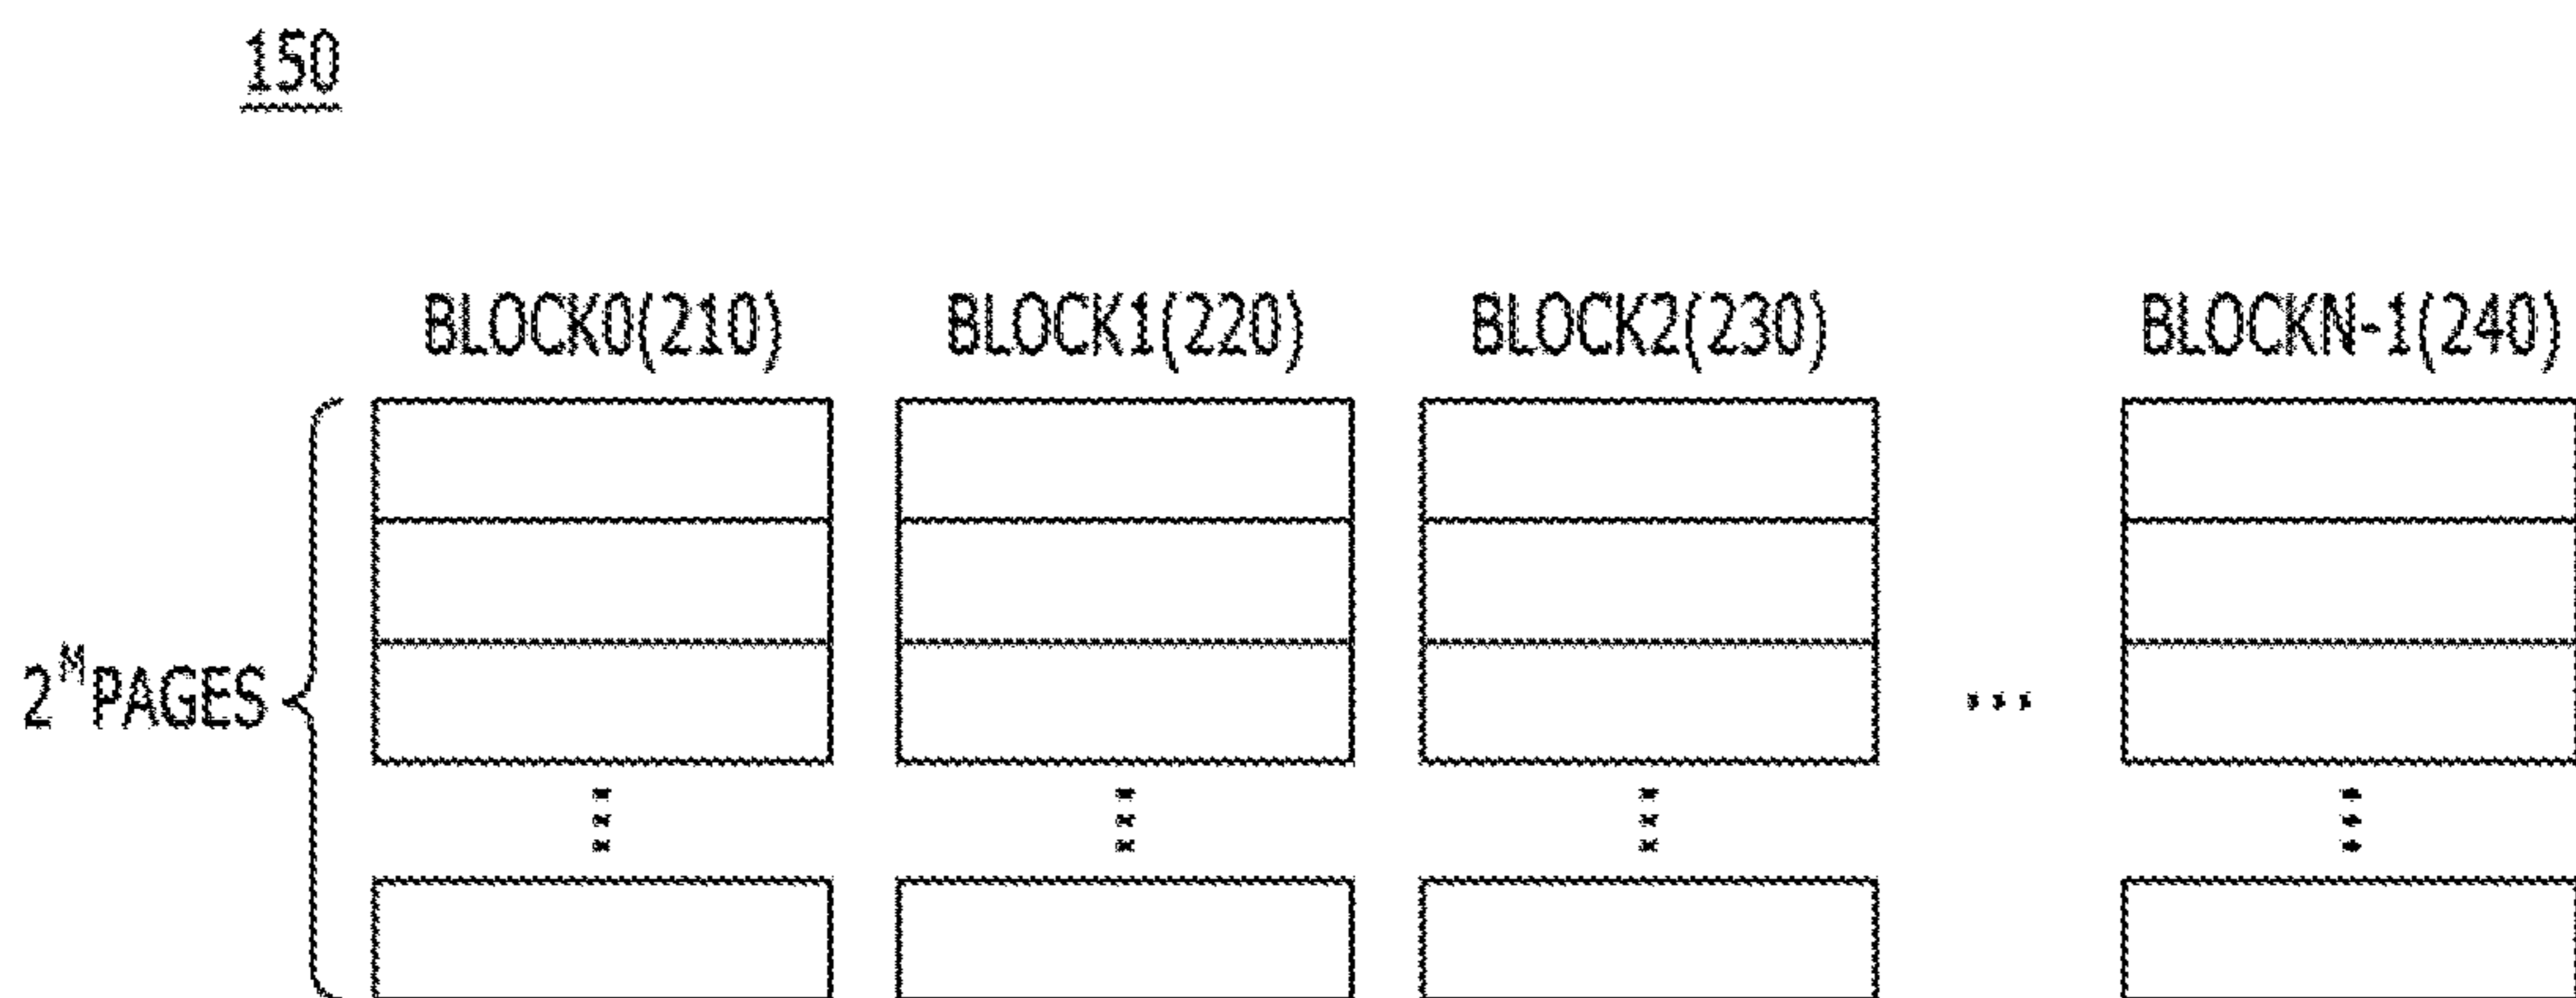 150
BLOCK0(210) BLOCK1(220) BLOCK2(230) BLOCKN-1(240)
2^M PAGES
...